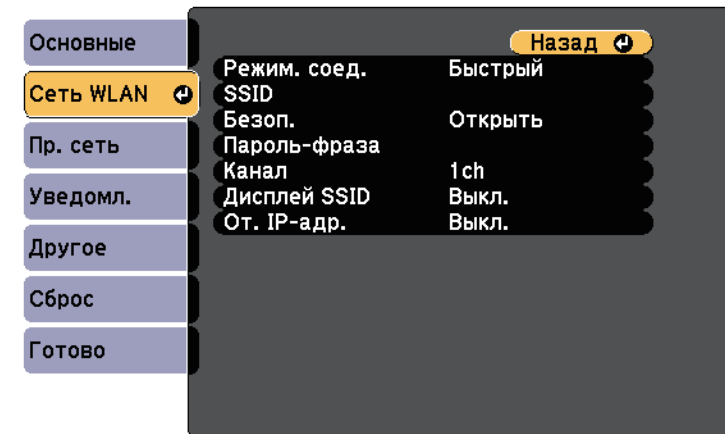 Основные
Сеть WLAN
Пр. сеть
Уведомл.
Другое
Сброс
Готово
Назад
Режим. соед. Быстрый
SSID
Безоп. Открыть
Пароль-фраза
Канал 1ch
Дисплей SSID Выкл.
От. IP-адр. Выкл.